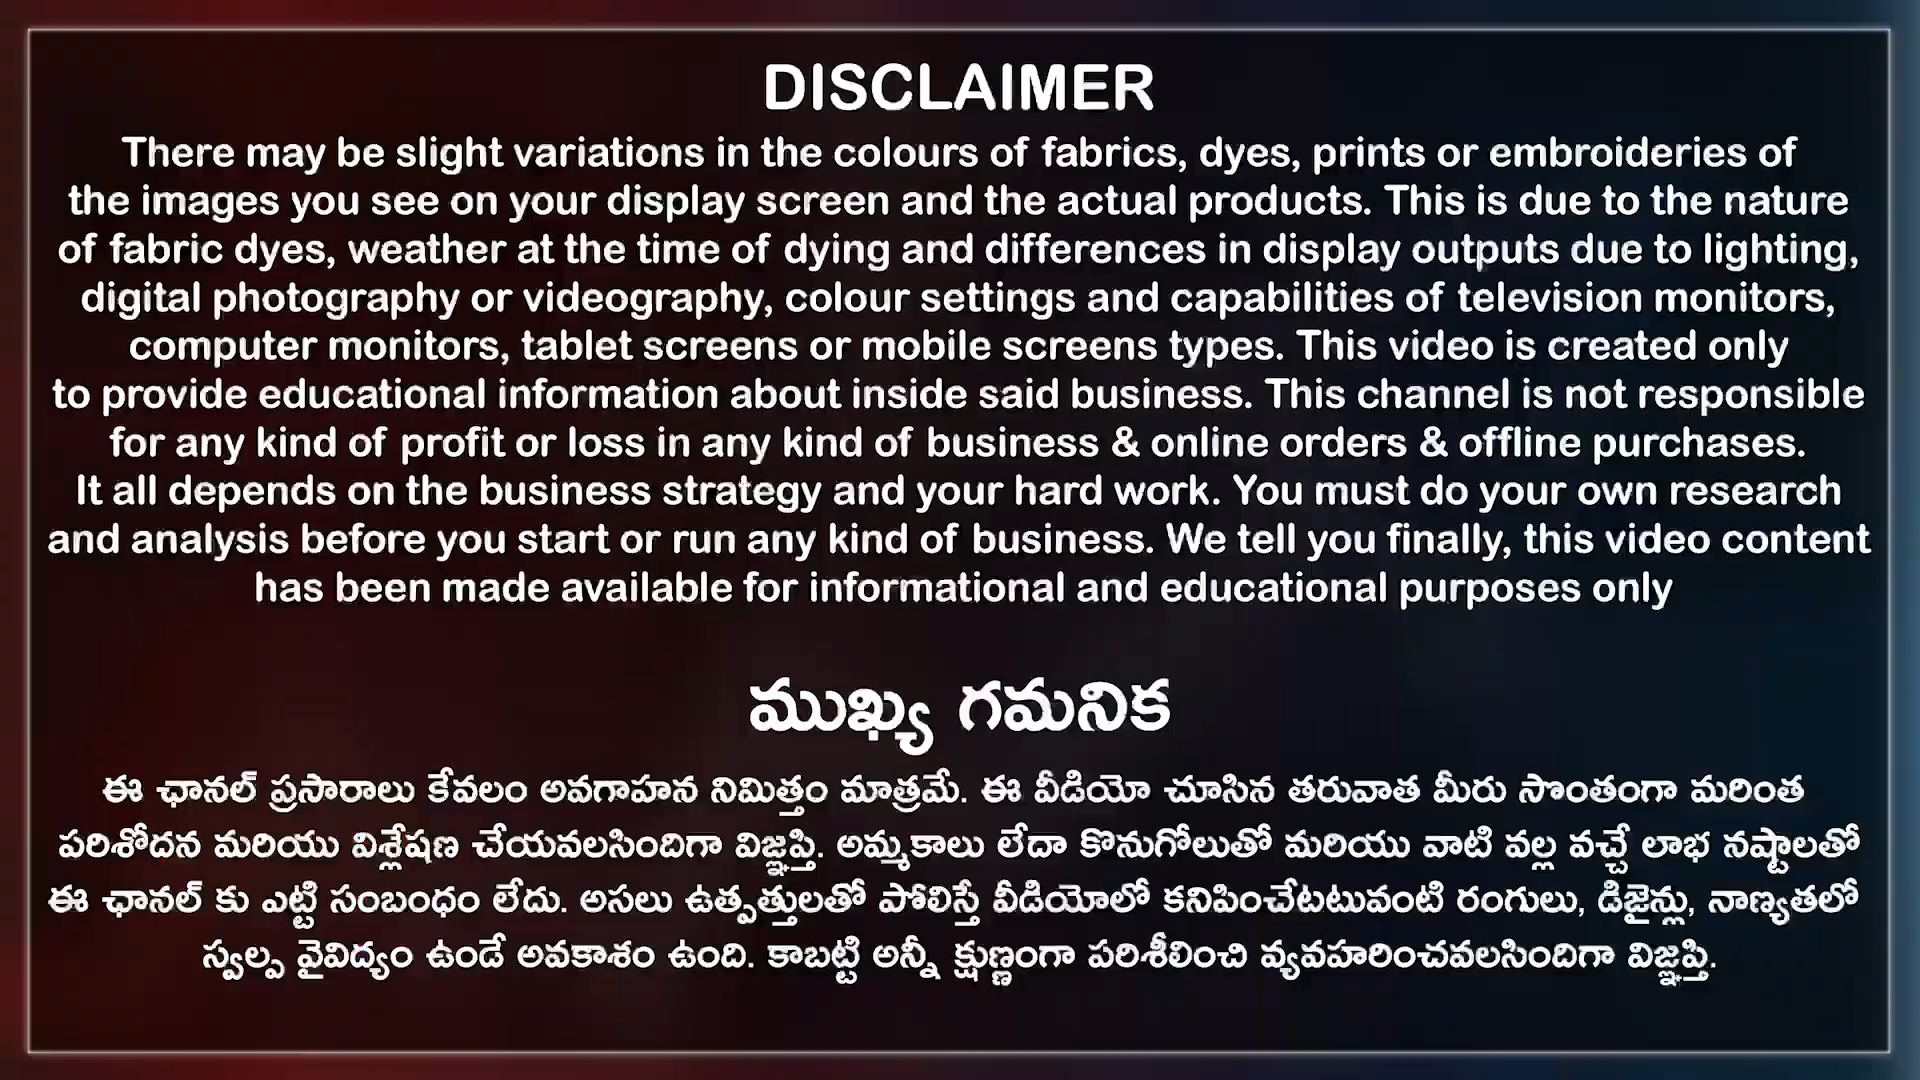 DISCLAIMER
There may be slight variations in the colours of fabrics, dyes, prints or embroideries of
the images you see on your display screen and the actual products. This is due to the nature
of fabric dyes, weather at the time of dying and differences in display outputs due to lighting,
digital photography or videography, colour settings and capabilities of television monitors,
computer monitors, tablet screens or mobile screens types. This video is created only
to provide educational information about inside said business. This channel is not responsible
for any kind of profit or loss in any kind of business & online orders & offline purchases.
It all depends on the business strategy and your hard work. You must do your own research
and analysis before you start or run any kind of business. We tell you finally, this video content
has been made available for informational and educational purposes only
ముఖ్య గమనిక
ఈ ఛానల్ ప్రసారాలు కేవలం అవగాహన నిమిత్తం మాత్రమే. ఈ వీడియో చూసిన తరువాత మీరు సొంతంగా మరింత
పరిశోదన మరియు విశ్లేషణ చేయవలసిందిగా విజ్ఞప్తి. అమ్మకాలు లేదా కొనుగోలుతో మరియు వాటి వల్ల వచ్చే లాభ నష్టాలతో
ఈ ఛానల్ కు ఎట్టి సంబంధం లేదు. అసలు ఉత్పత్తులతో పోలిస్తే వీడియోలో కనిపించేటటువంటి రంగులు, డిజైన్లు, నాణ్యతలో
స్వల్ప వైవిద్యం ఉండే అవకాశం ఉంది. కాబట్టి అన్నీ క్షుణ్ణంగా పరిశీలించి వ్యవహరించవలసిందిగా విజ్ఞప్తి.